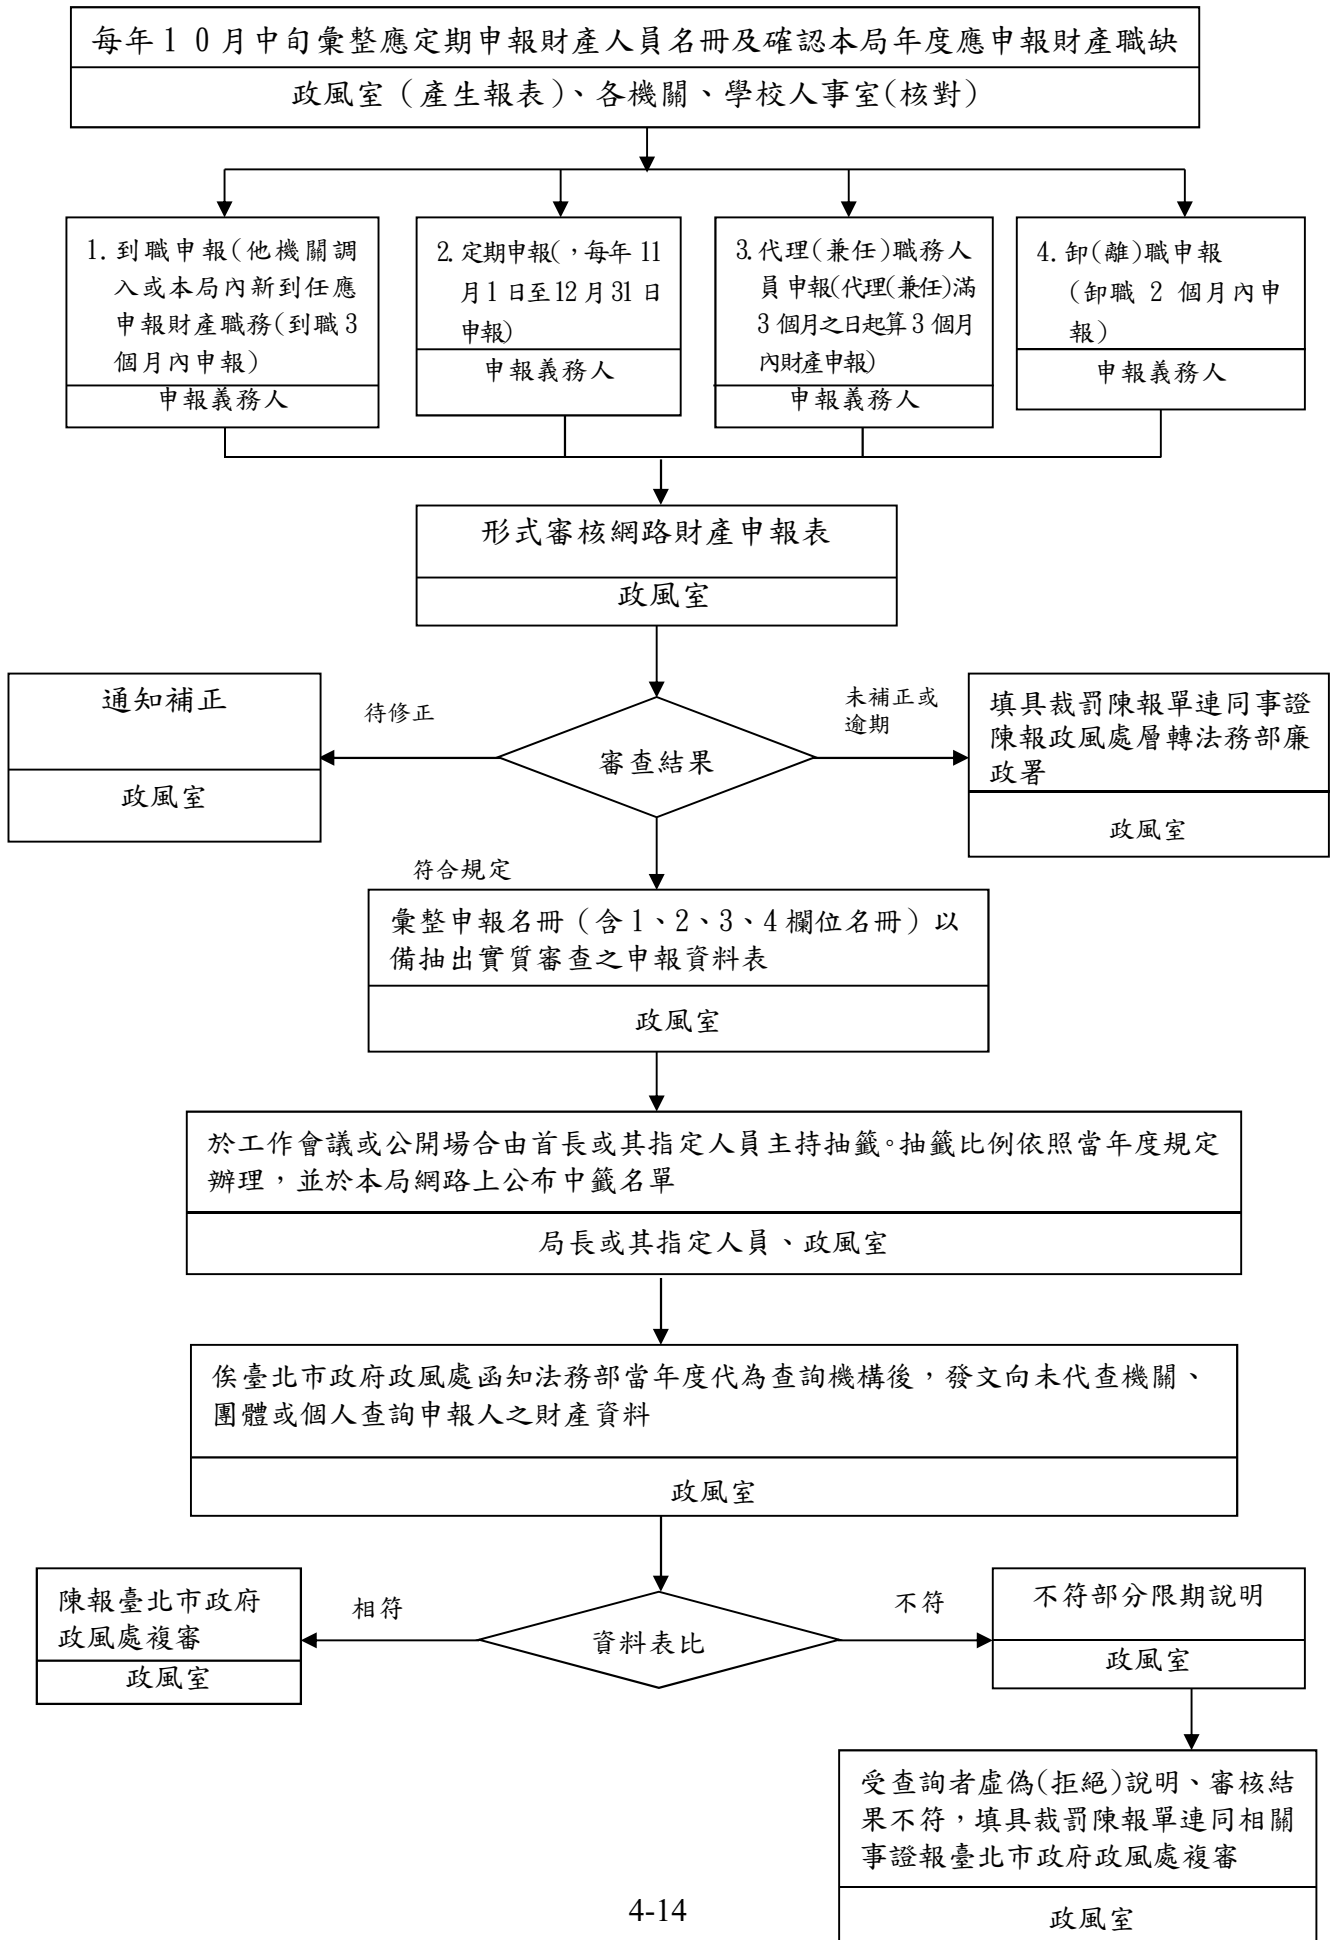 每年10月中旬彙整應定期申報財產人員名冊及確認本局年度應申報財產職缺
政風室（產生報表）、各機關、學校人事室(核對)
1. 到職申報(他機關調
入或本局內新到任應
申報財產職務(到職3
個月內申報)
申報義務人
2. 定期申報(，每年 11
月1日至12月31日
申報)
申報義務人
3. 代理(兼任)職務人
員申報(代理(兼任)滿
3個月之日起算3個月
內財產申報)
申報義務人
4. 卸(離)職申報
(卸職 2 個月內申
報)
申報義務人
形式審核網路財產申報表
政風室
通知補正
政風室
待修正
審查結果
未補正或
逾期
填具裁罰陳報單連同事證
陳報政風處層轉法務部廉
政署
政風室
符合規定
彙整申報名冊（含1、2、3、4欄位名冊）以
備抽出實質審查之申報資料表
政風室
於工作會議或公開場合由首長或其指定人員主持抽籤。抽籤比例依照當年度規定
辦理，並於本局網路上公布中籤名單
局長或其指定人員、政風室
俟臺北市政府政風處函知法務部當年度代為查詢機構後，發文向未代查機關、
團體或個人查詢申報人之財產資料
政風室
陳報臺北市政府
政風處複審
政風室
相符
資料表比
不符
不符部分限期說明
政風室
受查詢者虛偽(拒絕)說明、審核結
果不符，填具裁罰陳報單連同相關
事證報臺北市政府政風處複審
政風室
4-14